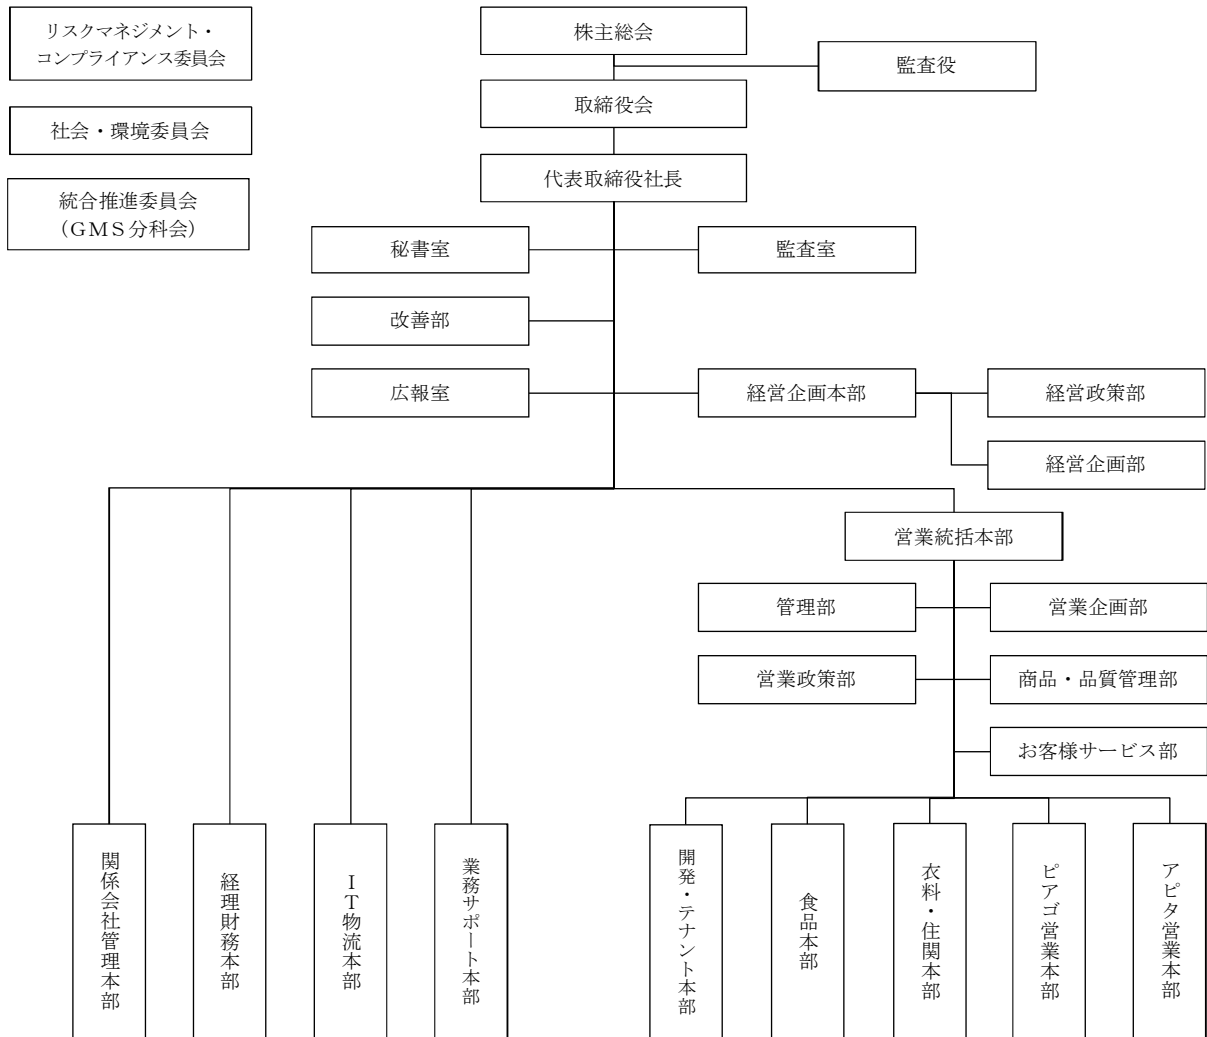 リスクマネジメント・
コンプライアンス委員会
社会・環境委員会
統合推進委員会
（ＧＭＳ分科会）
株主総会
監査役
取締役会
代表取締役社長
秘書室
監査室
改善部
広報室
経営企画本部
経営政策部
経営企画部
営業統括本部
管理部
営業企画部
営業政策部
商品・品質管理部
お客様サービス部
関係会社管理本部
経理財務本部
ＩＴ物流本部
業務サポート本部
開発・テナント本部
食品本部
衣料・住関本部
ピアゴ営業本部
アピタ営業本部